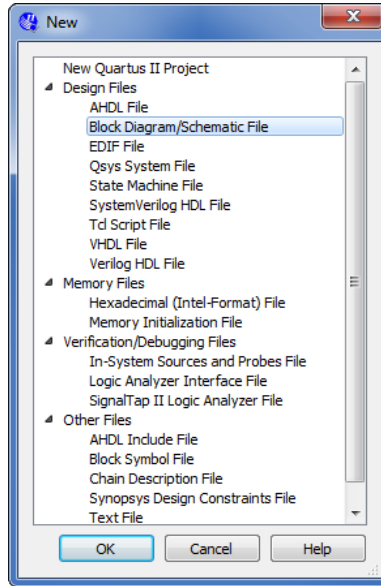 New
New Quartus II Project
Design Files
AHDL File
Block Diagram/Schematic File
EDIF File
Qsys System File
State Machine File
SystemVerilog HDL File
Tcl Script File
VHDL File
Verilog HDL File
Memory Files
Hexadecimal (Intel-Format) File
Memory Initialization File
Verification/Debugging Files
In-System Sources and Probes File
Logic Analyzer Interface File
SignalTap II Logic Analyzer File
Other Files
AHDL Include File
Block Symbol File
Chain Description File
Synopsys Design Constraints File
Text File
OK Cancel Help